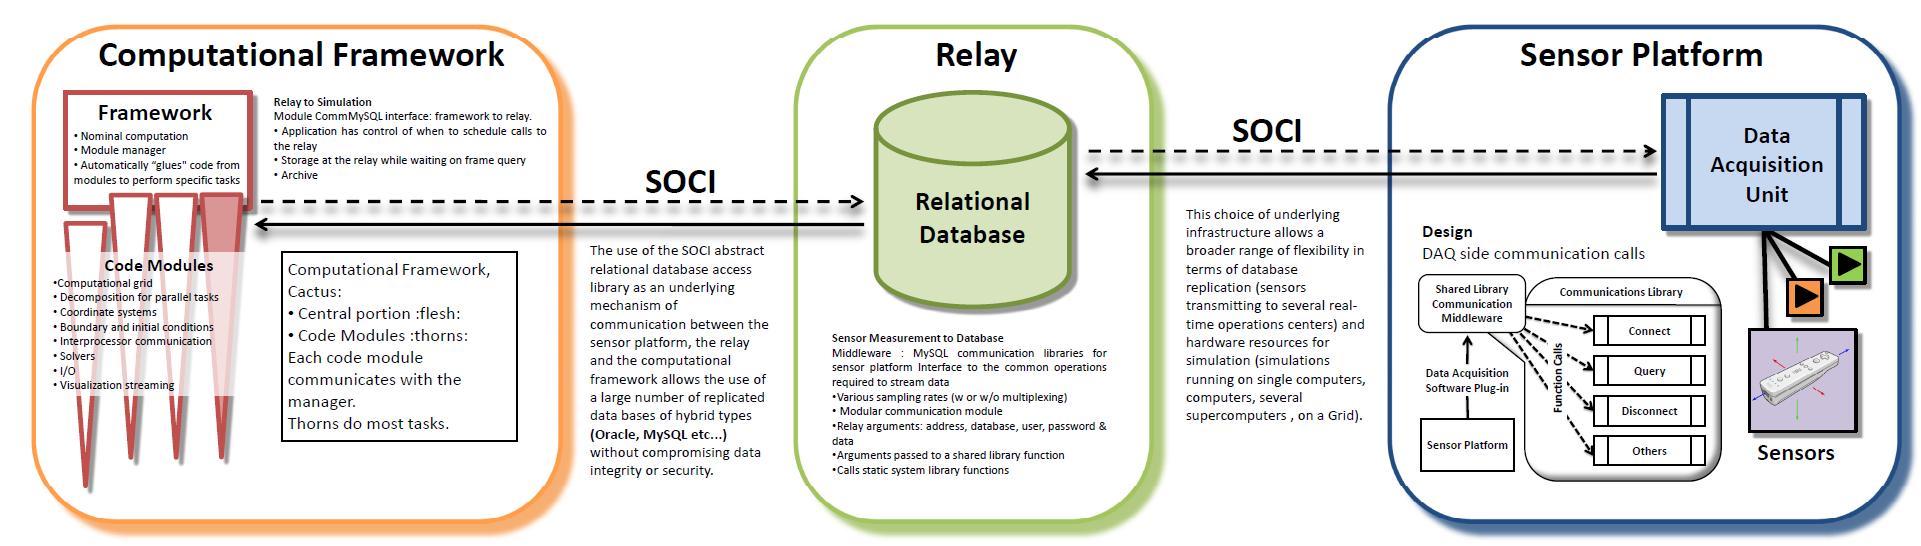 Computational Framework
Framework
• Nominal computation
• Module manager
• Automatically “glues" code from
modules to perform specific tasks
Relay to Simulation
Module CommMySQL interface: framework to relay.
• Application has control of when to schedule calls to
the relay
• Storage at the relay while waiting on frame query
• Archive
Code Modules
•Computational grid
• Decomposition for parallel tasks
• Coordinate systems
• Boundary and initial conditions
• Interprocessor communication
• Solvers
• I/O
• Visualization streaming
Computational Framework,
Cactus:
• Central portion :flesh:
• Code Modules :thorns:
Each code module
communicates with the
manager.
Thorns do most tasks.
SOCI
The use of the SOCI abstract
relational database access
library as an underlying
mechanism of
communication between the
sensor platform, the relay
and the computational
framework allows the use of
a large number of replicated
data bases of hybrid types
(Oracle, MySQL etc...)
without compromising data
integrity or security.
Relay
Relational
Database
Sensor Measurement to Database
Middleware : MySQL communication libraries for
sensor platform Interface to the common operations
required to stream data
•Various sampling rates (w or w/o multiplexing)
• Modular communication module
•Relay arguments: address, database, user, password &
data
•Arguments passed to a shared library function
•Calls static system library functions
SOCI
This choice of underlying
infrastructure allows a
broader range of flexibility in
terms of database
replication (sensors
transmitting to several real-
time operations centers) and
hardware resources for
simulation (simulations
running on single computers,
computers, several
supercomputers , on a Grid).
Sensor Platform
Data
Acquisition
Unit
Design
DAQ side communication calls
Shared Library
Communication
Middleware
Communications Library
Connect
Query
Disconnect
Others
Function Calls
Data Acquisition
Software Plug-in
Sensor Platform
Sensors